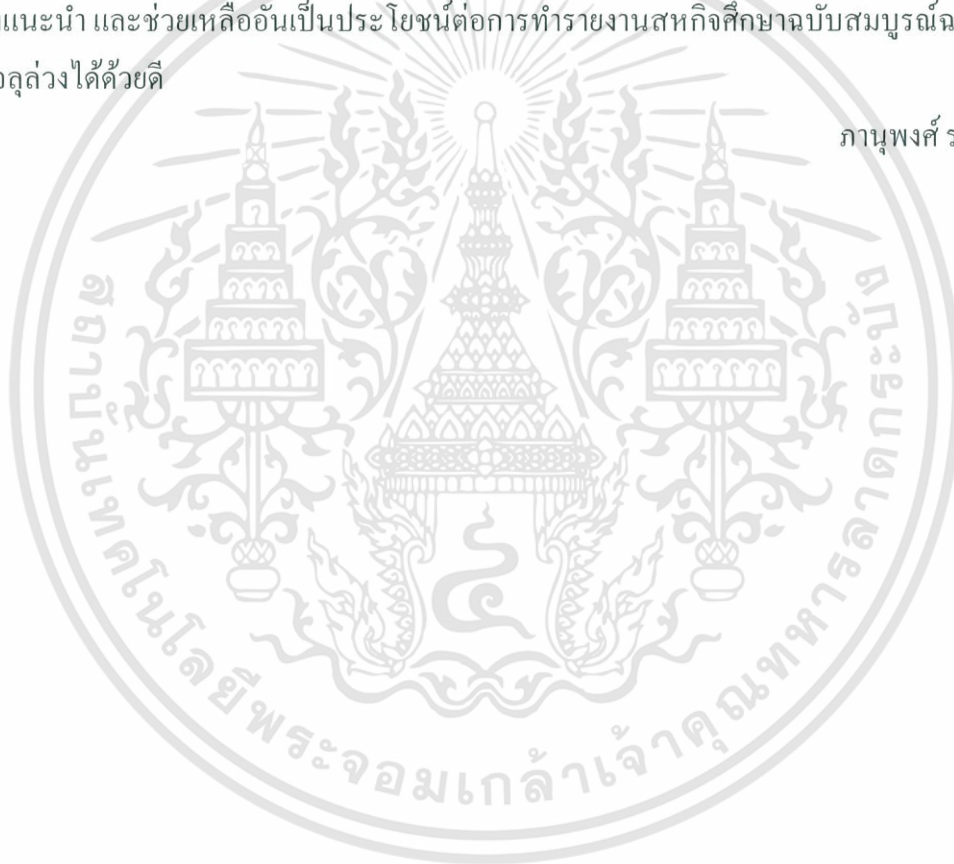 แนะนำ และช่วยเหลืออันเป็นประโยชน์ต่อการทำรายงานสหกิจศึกษาฉบับสมบูรณ์
ลุล่วงได้ด้วยดี
ภานุพงศ์
สถาบันเทคโนโลยีพระจอมเกล้าเจ้าคุณทหารลาดกระบัง
๔